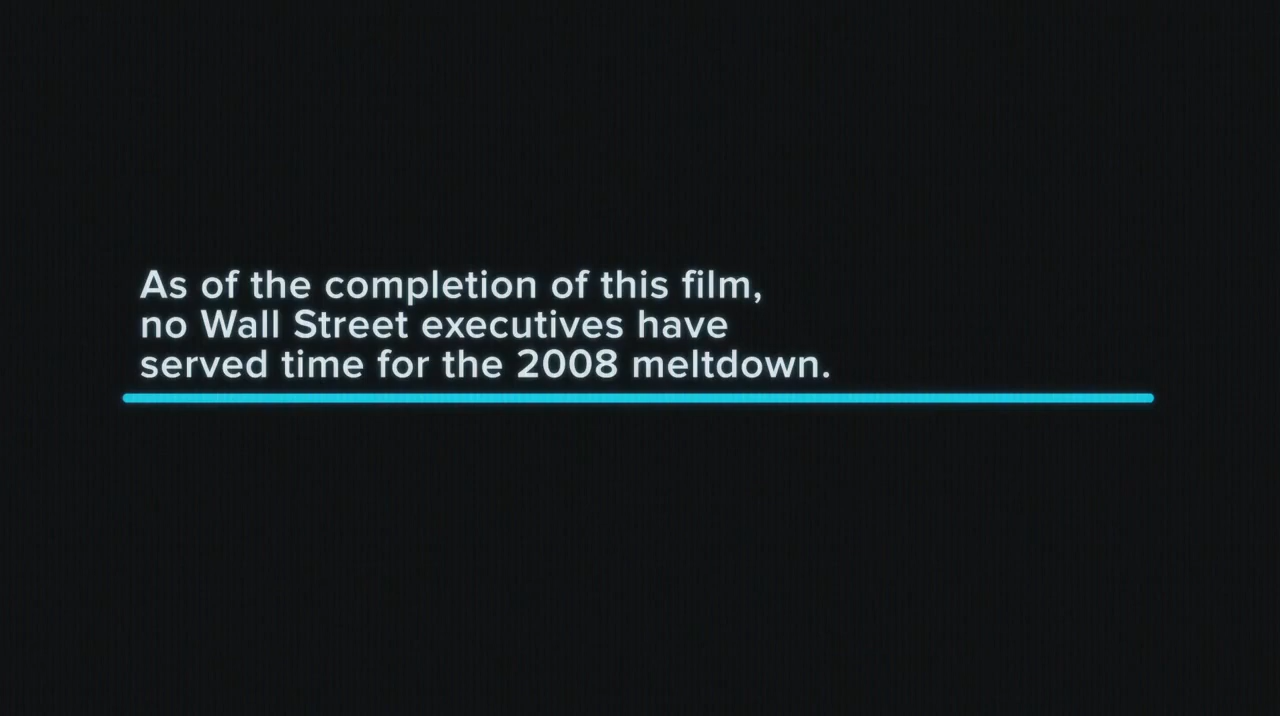 As of the completion of this film,
no Wall Street executives have
served time for the 2008 meltdown.